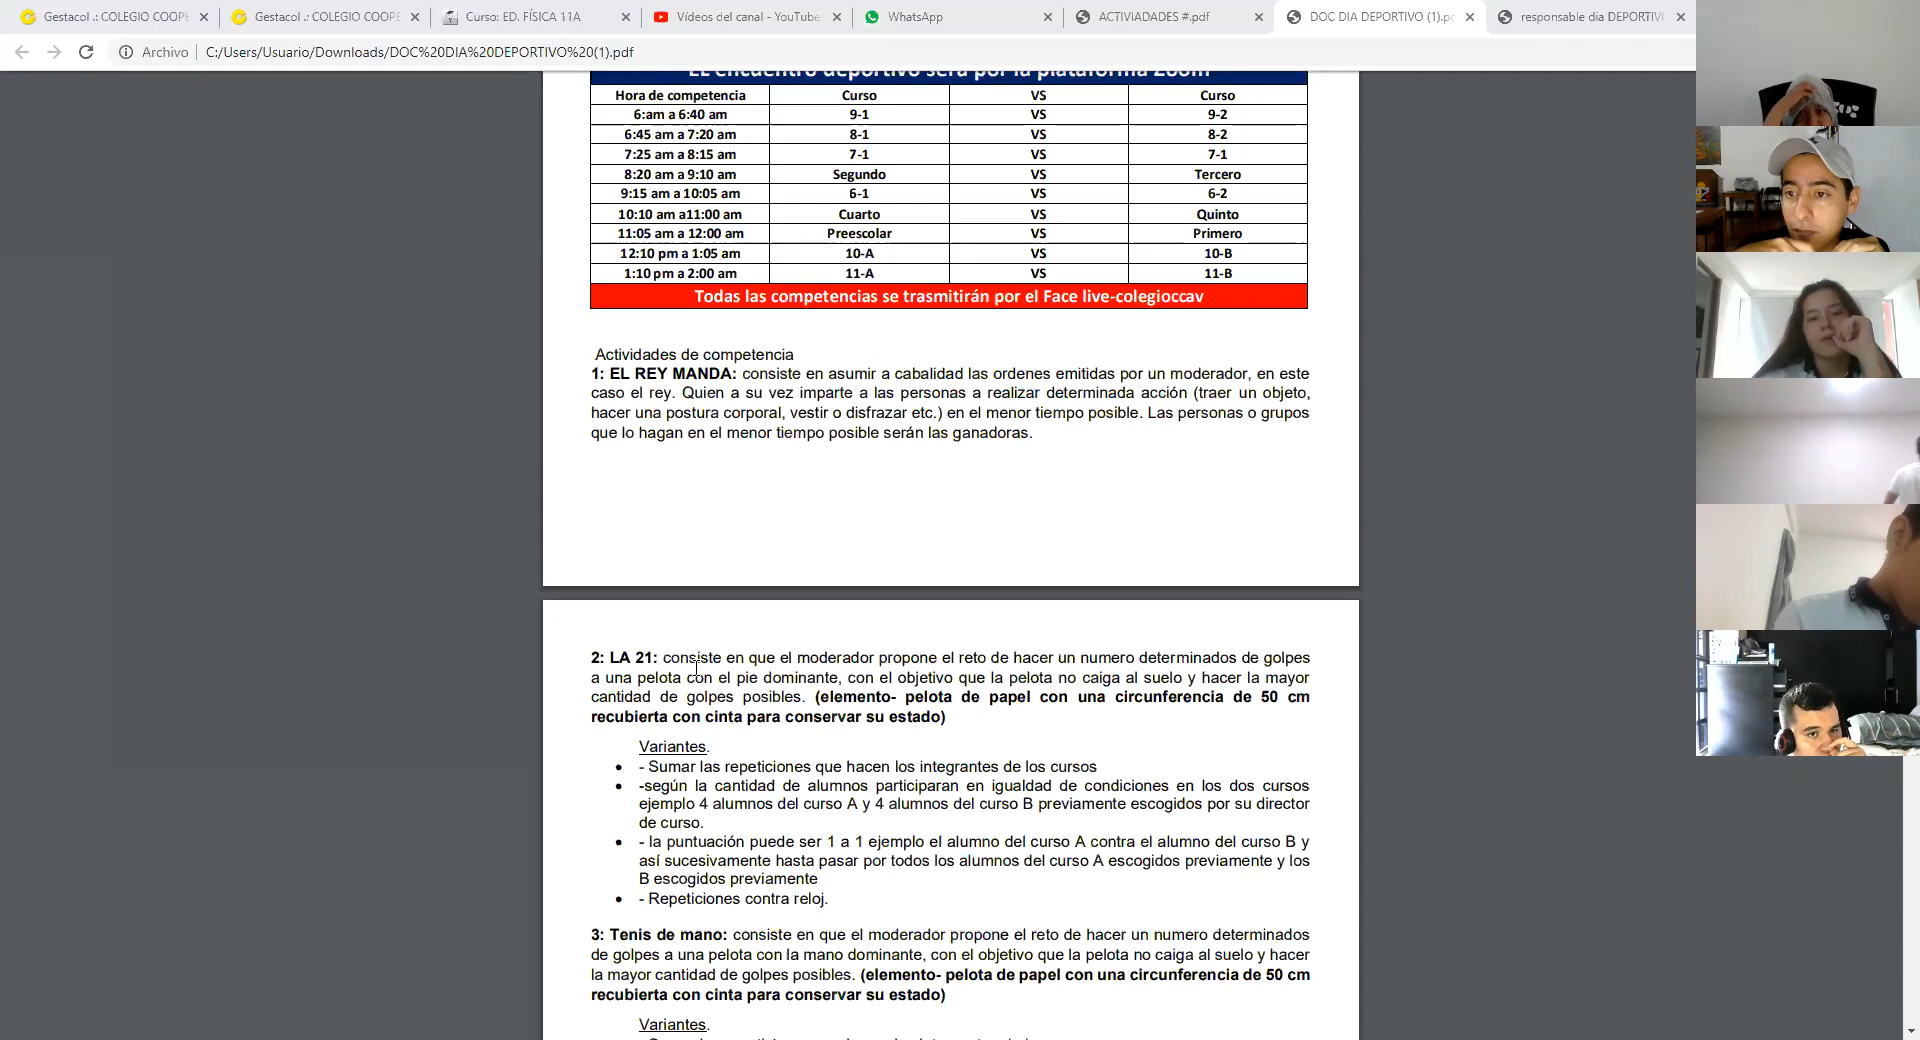 Gestacol .: COLEGIO COOPE
Gestacol .: COLEGIO COOPE
Curso: ED. FÍSICA 11A
Vídeos del canal - YouTube
WhatsApp
ACTIVIADADES #.pdf
DOC DIA DEPORTIVO (1).pc
responsable dia DEPORTIV
Archivo
C:/Users/Usuario/Downloads/DOC%20DIA%20DEPORTIVO%20(1).pdf
EL encuentro deportivo será por la plataforma Zoom
Hora de competencia Curso VS Curso
6:am a 6:40 am 9-1 VS 9-2
6:45 am a 7:20 am 8-1 VS 8-2
7:25 am a 8:15 am 7-1 VS 7-1
8:20 am a 9:10 am Segundo VS Tercero
9:15 am a 10:05 am 6-1 VS 6-2
10:10 am a11:00 am Cuarto VS Quinto
11:05 am a 12:00 am Preescolar VS Primero
12:10 pm a 1:05 am 10-A VS 10-B
1:10 pm a 2:00 am 11-A VS 11-B
Todas las competencias se trasmitirán por el Face live-colegioccav
Actividades de competencia
1: EL REY MANDA: consiste en asumir a cabalidad las ordenes emitidas por un moderador, en este
caso el rey. Quien a su vez imparte a las personas a realizar determinada acción (traer un objeto,
hacer una postura corporal, vestir o disfrazar etc.) en el menor tiempo posible. Las personas o grupos
que lo hagan en el menor tiempo posible serán las ganadoras.
2: LA 21: consiste en que el moderador propone el reto de hacer un numero determinados de golpes
a una pelota con el pie dominante, con el objetivo que la pelota no caiga al suelo y hacer la mayor
cantidad de golpes posibles. (elemento- pelota de papel con una circunferencia de 50 cm
recubierta con cinta para conservar su estado)
Variantes.
• - Sumar las repeticiones que hacen los integrantes de los cursos
• -según la cantidad de alumnos participaran en igualdad de condiciones en los dos cursos
ejemplo 4 alumnos del curso A y 4 alumnos del curso B previamente escogidos por su director
de curso.
• - la puntuación puede ser 1 a 1 ejemplo el alumno del curso A contra el alumno del curso B y
así sucesivamente hasta pasar por todos los alumnos del curso A escogidos previamente y los
B escogidos previamente
• - Repeticiones contra reloj.
3: Tenis de mano: consiste en que el moderador propone el reto de hacer un numero determinados
de golpes a una pelota con la mano dominante, con el objetivo que la pelota no caiga al suelo y hacer
la mayor cantidad de golpes posibles. (elemento- pelota de papel con una circunferencia de 50 cm
recubierta con cinta para conservar su estado)
Variantes.